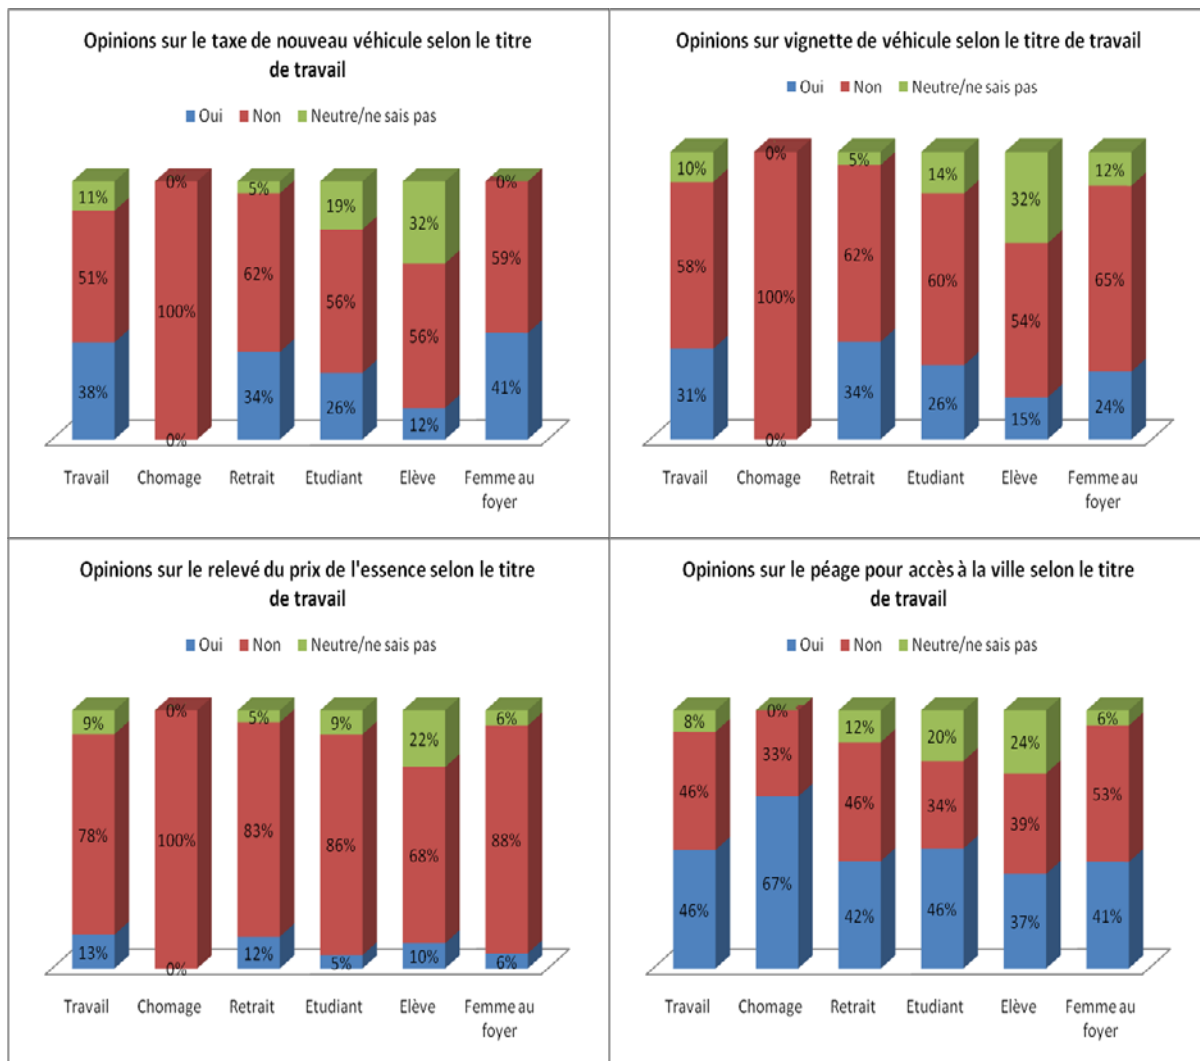 Opinions sur le taxe de nouveau véhicule selon le titre
de travail
Oui Non Neutre/ne sais pas
11% 0% 5% 19% 32% 0%
51% 100% 62% 56% 56% 59%
38% 0% 34% 26% 12% 41%
Travail Chomage Retrait Etudiant Elève Femme au
foyer
Opinions sur vignette de véhicule selon le titre de travail
Oui Non Neutre/ne sais pas
10% 0% 5% 14% 32% 12%
58% 100% 62% 60% 54% 65%
31% 0% 34% 26% 15% 24%
Travail Chomage Retrait Etudiant Elève Femme au
foyer
Opinions sur le relevé du prix de l'essence selon le titre
de travail
Oui Non Neutre/ne sais pas
9% 0% 5% 9% 22% 6%
78% 100% 83% 86% 68% 88%
13% 0% 12% 5% 10% 6%
Travail Chomage Retrait Etudiant Elève Femme au
foyer
Opinions sur le péage pour accès à la ville selon le titre
de travail
Oui Non Neutre/ne sais pas
8% 0% 12% 20% 24% 6%
46% 33% 46% 34% 39% 53%
46% 67% 42% 46% 37% 41%
Travail Chomage Retrait Etudiant Elève Femme au
foyer